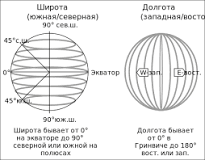 Широта
(южная/северная)
90° сев.ш.
45°с.ш.
0°
Экватор
45°ю.ш.
90°юж.ш.
Широта бывает от 0°
на экваторе до 90°
северной или южной на
полюсах
Долгота
(западная/восто
W зап.
E вост.
Долгота бывает
от 0° в
Гринвиче до 180°
вост. или зап.